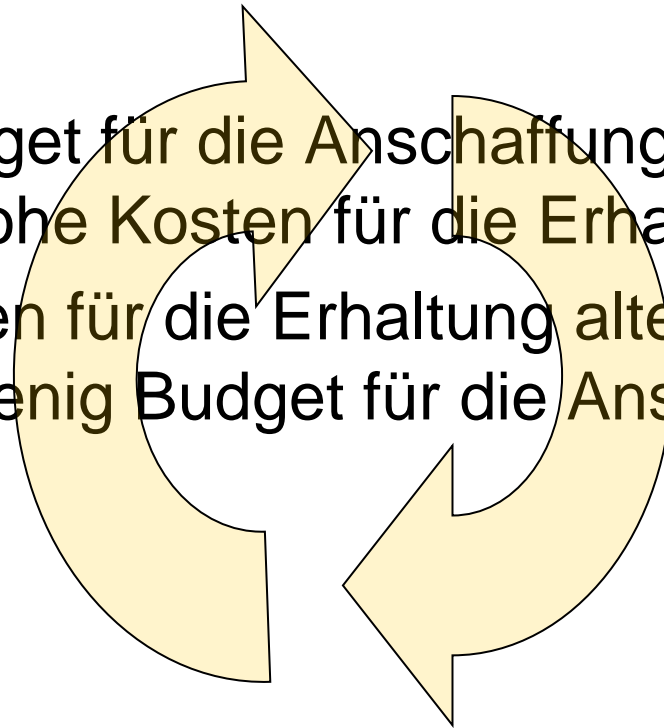 get für die Anschaffung
ohe Kosten für die Erha
en für die Erhaltung alte
enig Budget für die Ans